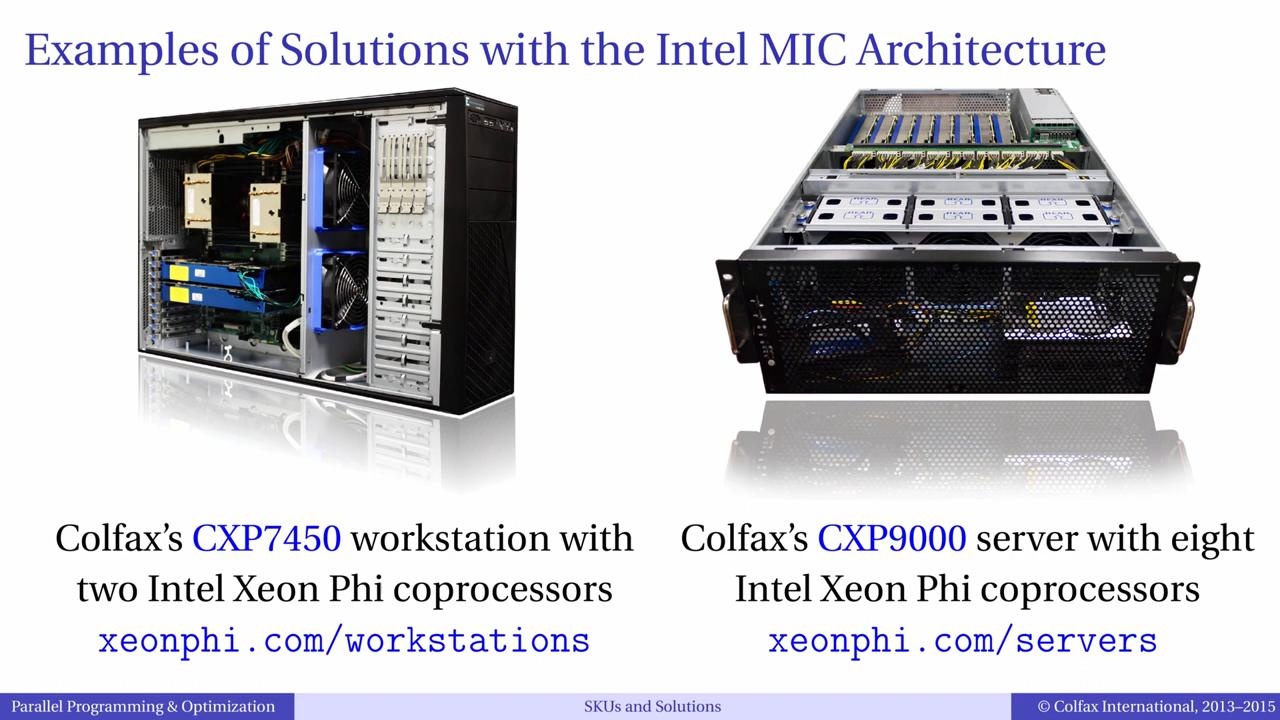 Examples of Solutions with the Intel MIC Architecture
Colfax's CXP7450 workstation with
two Intel Xeon Phi coprocessors
xeonphi.com/workstations
Colfax's CXP9000 server with eight
Intel Xeon Phi coprocessors
xeonphi.com/servers
Parallel Programming & Optimization
SKUs and Solutions
© Colfax International, 2013–2015